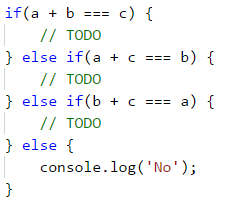 if(a + b === c) {
    // TODO
} else if(a + c === b) {
    // TODO
} else if(b + c === a) {
    // TODO
} else {
    console.log('No');
}